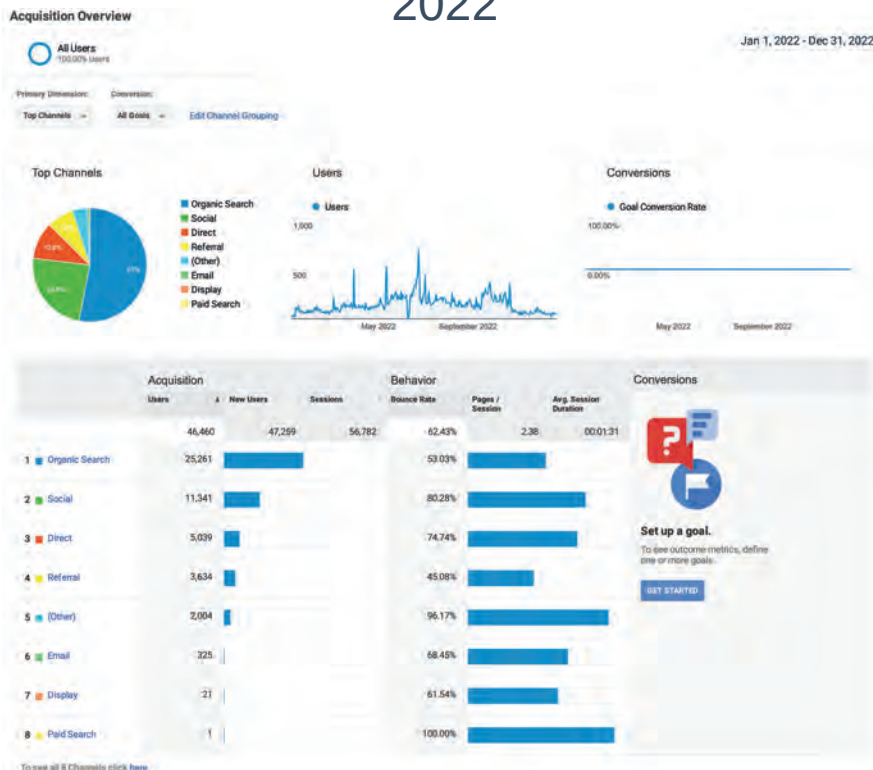 2022
Acquisition Overview
Jan 1, 2022 - Dec 31, 2022
All Users
100.00% Users
Primary Dimension:
Conversion:
Top Channels
All Goals
Edit Channel Grouping
Top Channels
Organic Search
Social
Direct
Referral
(Other)
Email
Display
Paid Search
Users
Users
1,000
500
May 2022
September 2022
Conversions
Goal Conversion Rate
100.00%
0.00%
May 2022
September 2022
Acquisition
Behavior
Conversions
Users
New Users
Sessions
Bounce Rate
Pages / Session
Avg. Session Duration
46,460 47,259 56,782 62.43% 2.38 00:01:31
1 Organic Search 25,261 53.03%
2 Social 11,341 80.28%
3 Direct 5,039 74.74%
4 Referral 3,634 45.08%
5 (Other) 2,004 96.17%
6 Email 325 68.45%
7 Display 21 61.54%
8 Paid Search 1 100.00%
Set up a goal.
To see outcome metrics, define
one or more goals.
GET STARTED
To see all 8 Channels click here.